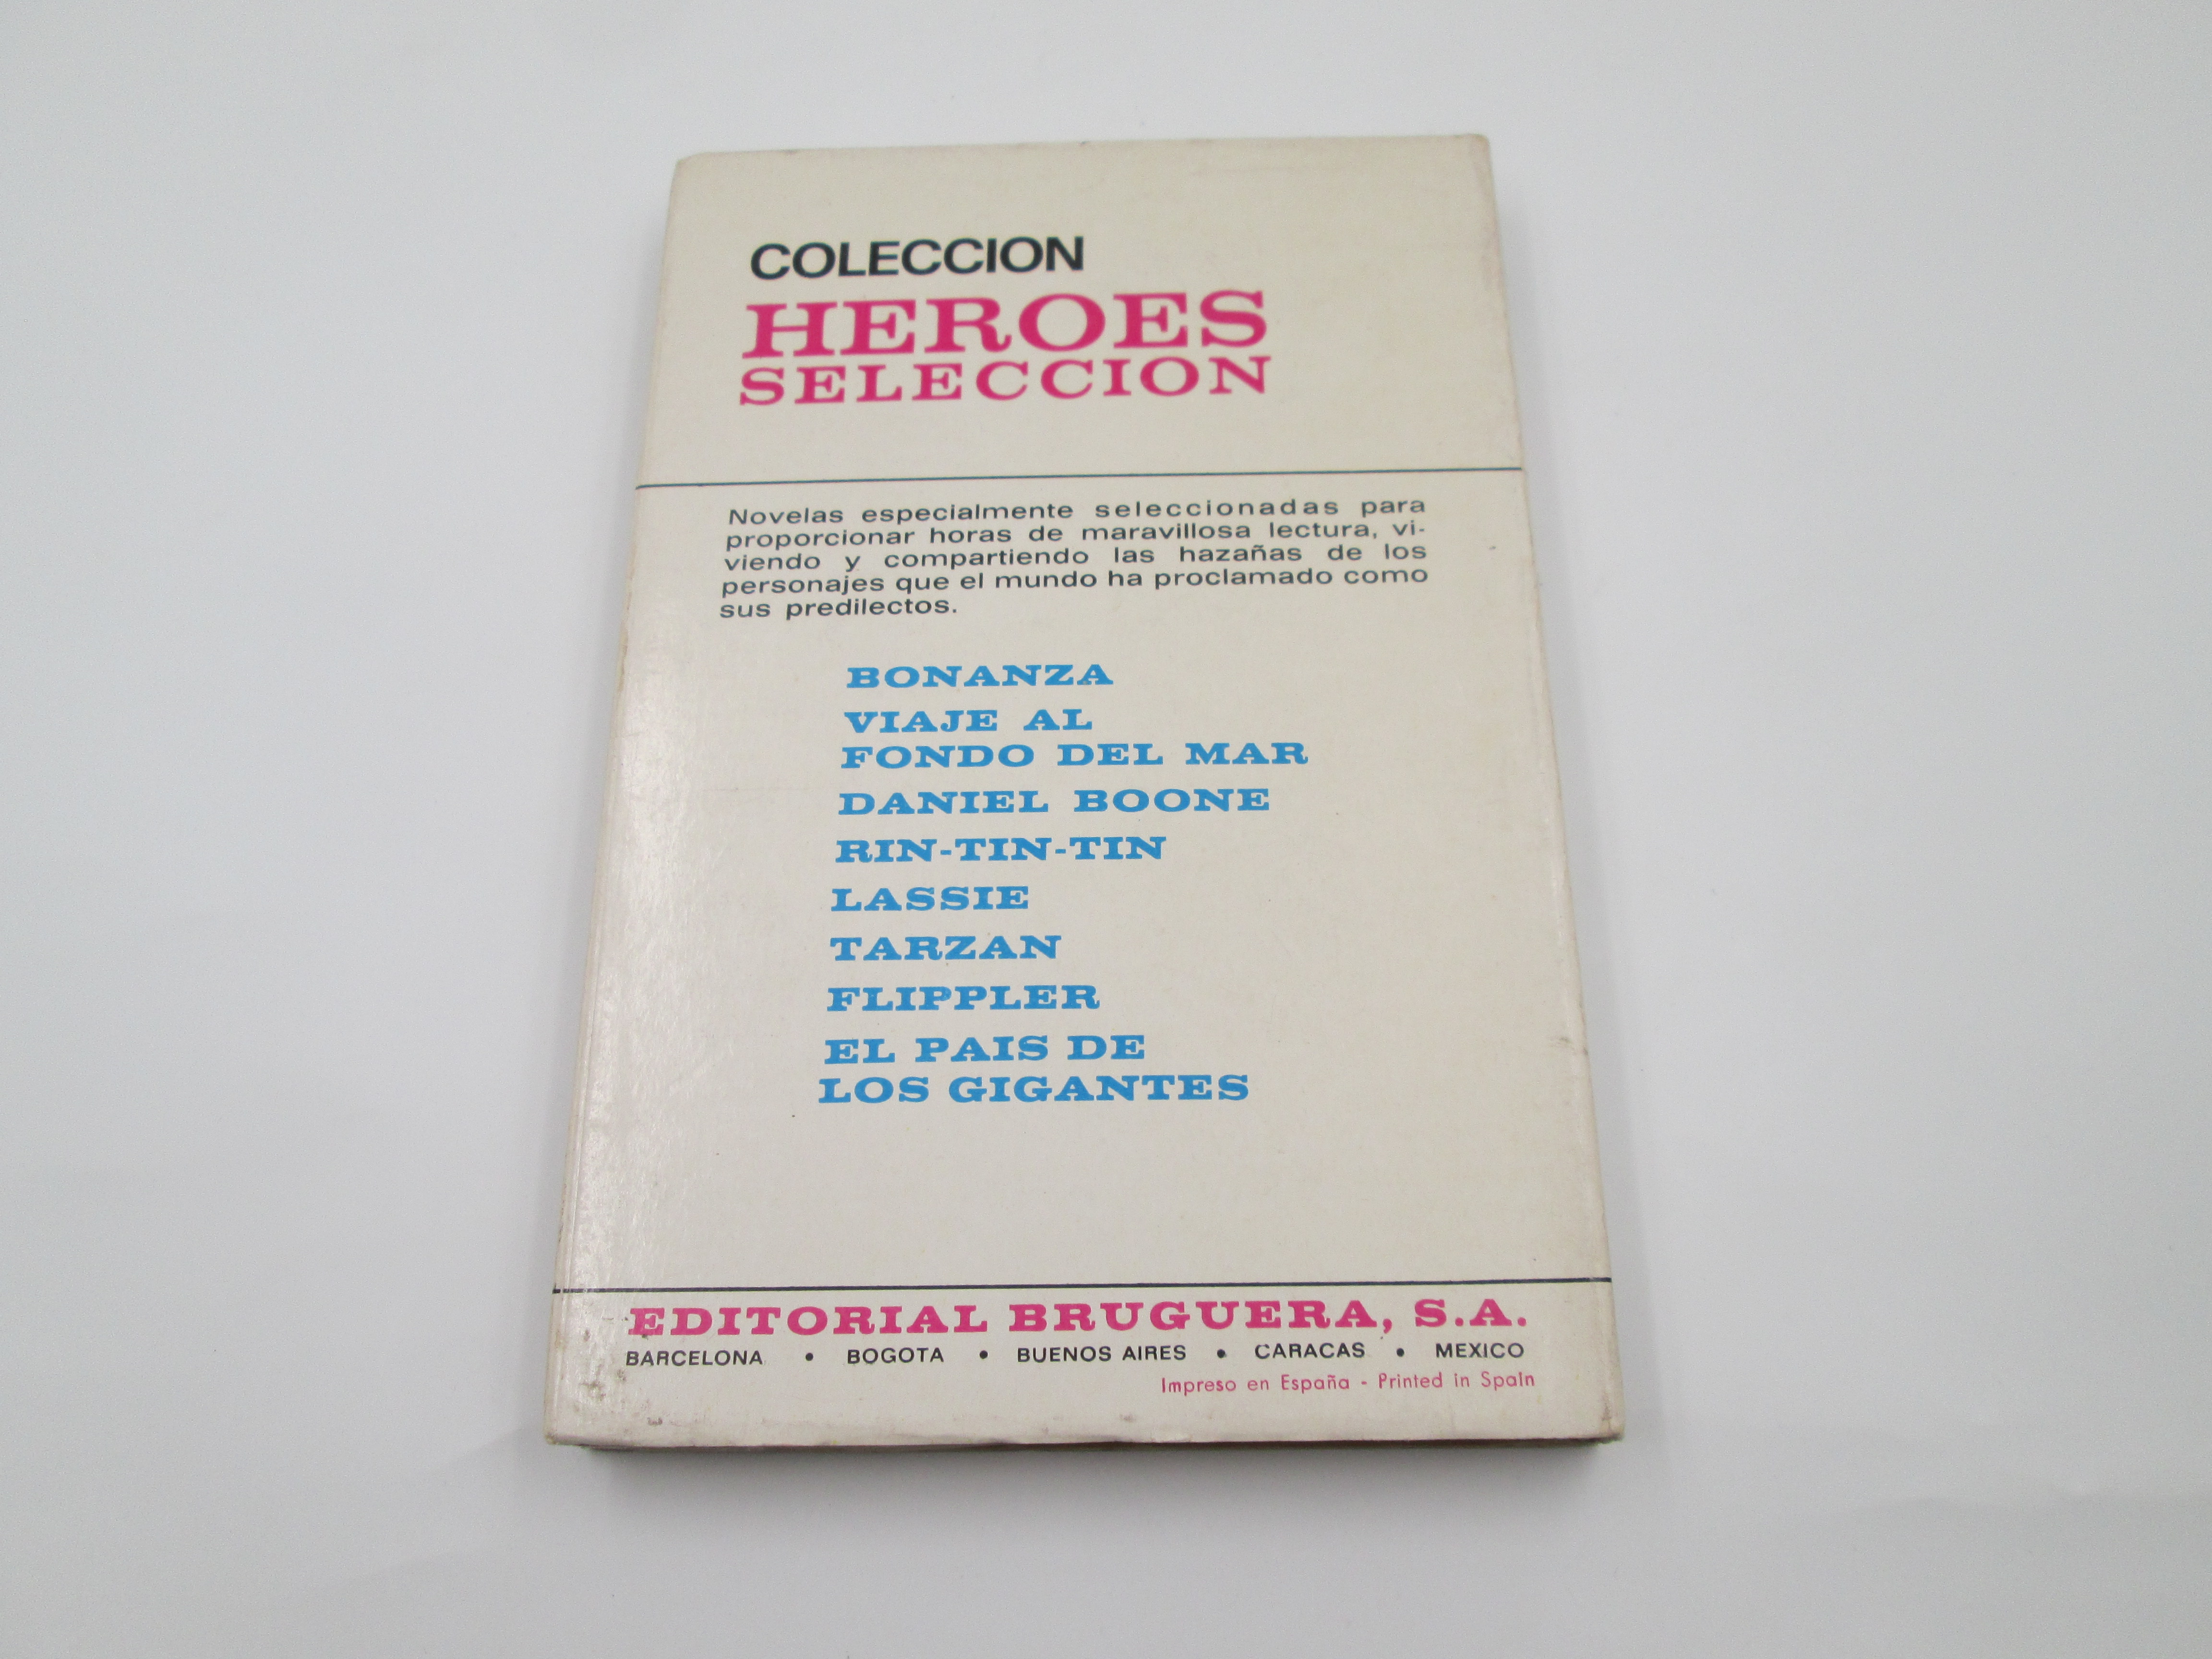 COLECCION
HEROES
SELECCION
Novelas especialmente seleccionadas para
proporcionar horas de maravillosa lectura, vi-
viendo y compartiendo las hazañas de los
personajes que el mundo ha proclamado como
sus predilectos.
BONANZA
VIAJE AL
FONDO DEL MAR
DANIEL BOONE
RIN-TIN-TIN
LASSIE
TARZAN
FLIPPLER
EL PAIS DE
LOS GIGANTES
EDITORIAL BRUGUERA, S.A.
BARCELONA • BOGOTA • BUENOS AIRES • CARACAS • MEXICO
Impreso en España - Printed in Spain